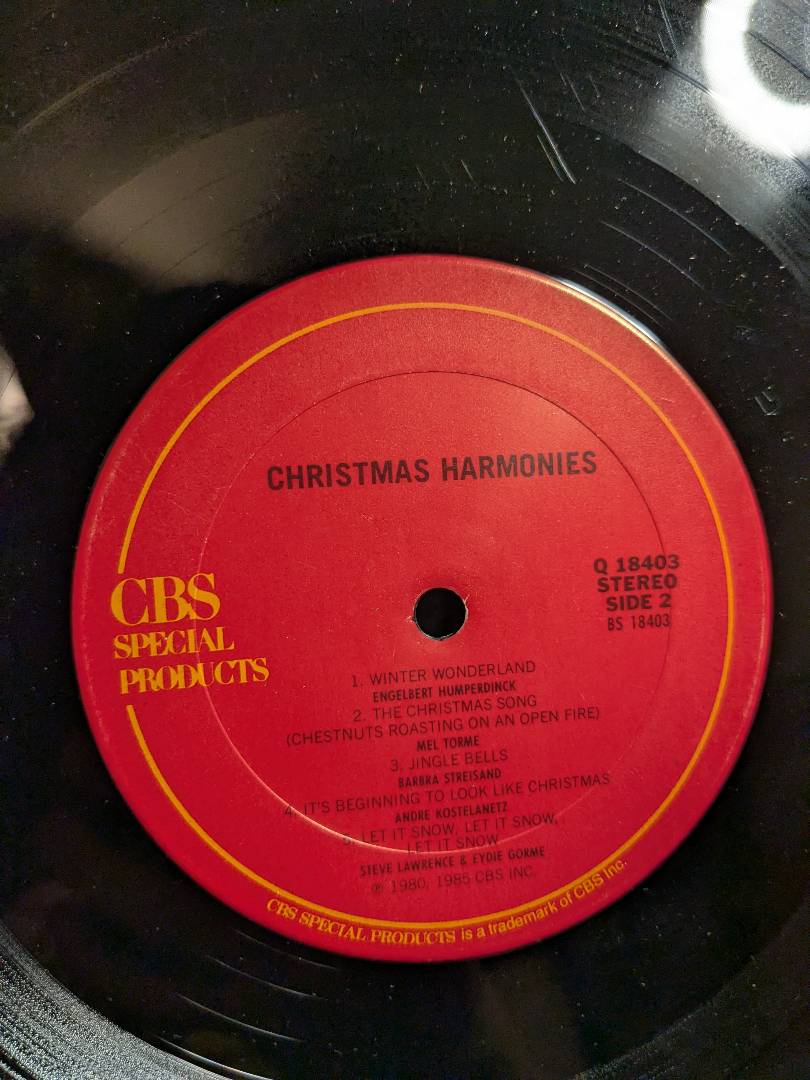 CHRISTMAS HARMONIES
CBS
SPECIAL
PRODUCTS
Q 18403
STEREO
SIDE 2
BS 18403
1. WINTER WONDERLAND
ENGELBERT HUMPERDINCK
2. THE CHRISTMAS SONG
(CHESTNUTS ROASTING ON AN OPEN FIRE)
MEL TORME
3. JINGLE BELLS
BARBRA STREISAND
4. IT'S BEGINNING TO LOOK LIKE CHRISTMAS
ANDRE KOSTELANETZ
5. LET IT SNOW, LET IT SNOW,
LET IT SNOW
STEVE LAWRENCE & EYDIE GORME
℗ 1980, 1985 CBS INC.
CBS SPECIAL PRODUCTS is a trademark of CBS Inc.